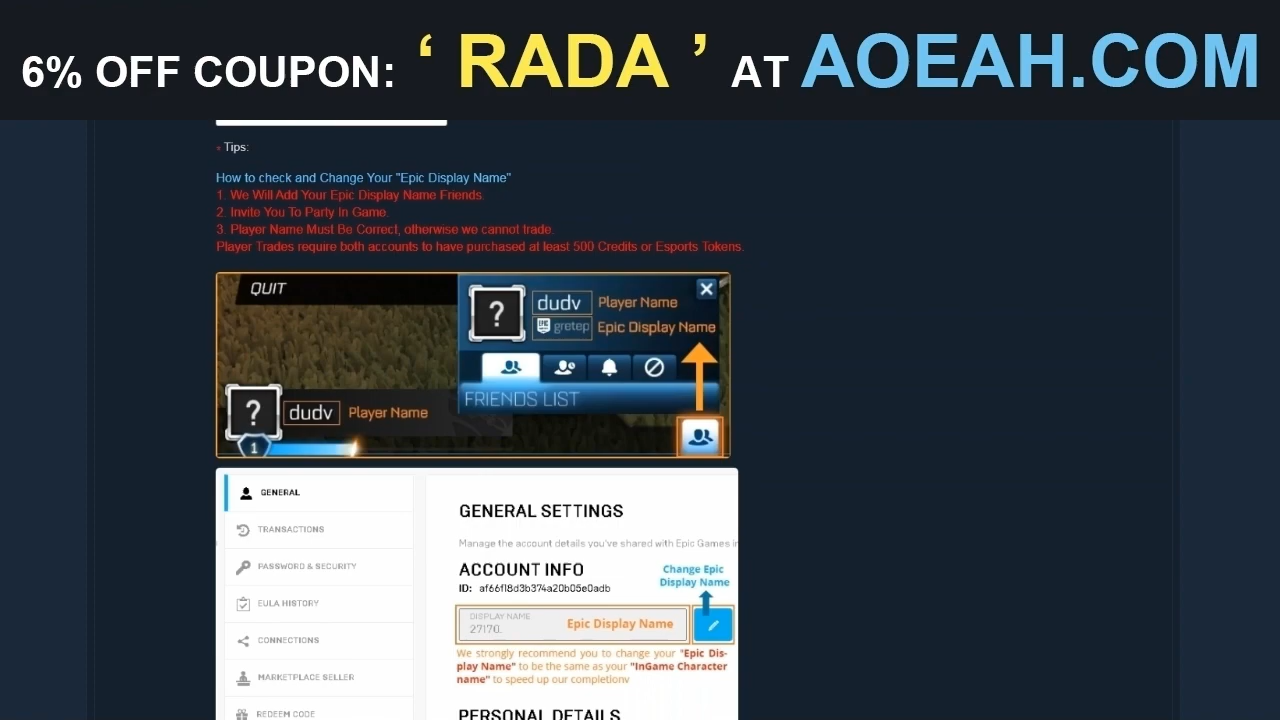 6% OFF COUPON: ‘ RADA ’ AT AOEAH.COM
* Tips:
How to check and Change Your "Epic Display Name"
1. We Will Add Your Epic Display Name Friends.
2. Invite You To Party In Game.
3. Player Name Must Be Correct, otherwise we cannot trade.
Player Trades require both accounts to have purchased at least 500 Credits or Esports Tokens.
QUIT
? dudv Player Name
EPIC gretep Epic Display Name
FRIENDS LIST
? dudv Player Name
1
GENERAL
TRANSACTIONS
PASSWORD & SECURITY
EULA HISTORY
CONNECTIONS
MARKETPLACE SELLER
REDEEM CODE
GENERAL SETTINGS
Manage the account details you've shared with Epic Games in
ACCOUNT INFO
ID: af66f18d3b374a20b05e0adb
Change Epic
Display Name
DISPLAY NAME
27170.
Epic Display Name
We strongly recommend you to change your "Epic Dis-
play Name" to be the same as your "InGame Character
name" to speed up our completionv
PERSONAL DETAILS